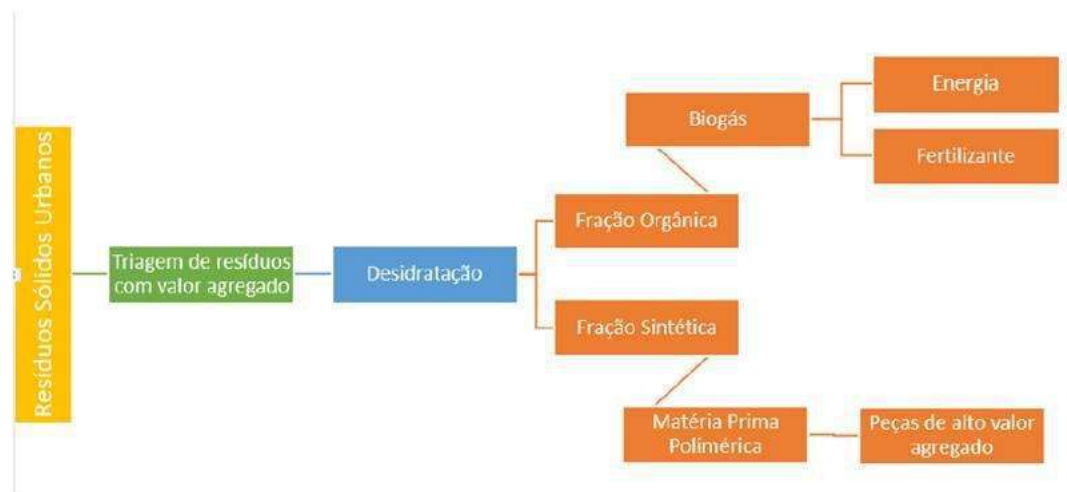 Resíduos Sólidos Urbanos
Triagem de resíduos
com valor agregado
Desidratação
Fração Orgânica
Biogás
Energia
Fertilizante
Fração Sintética
Matéria Prima
Polimérica
Peças de alto valor
agregado